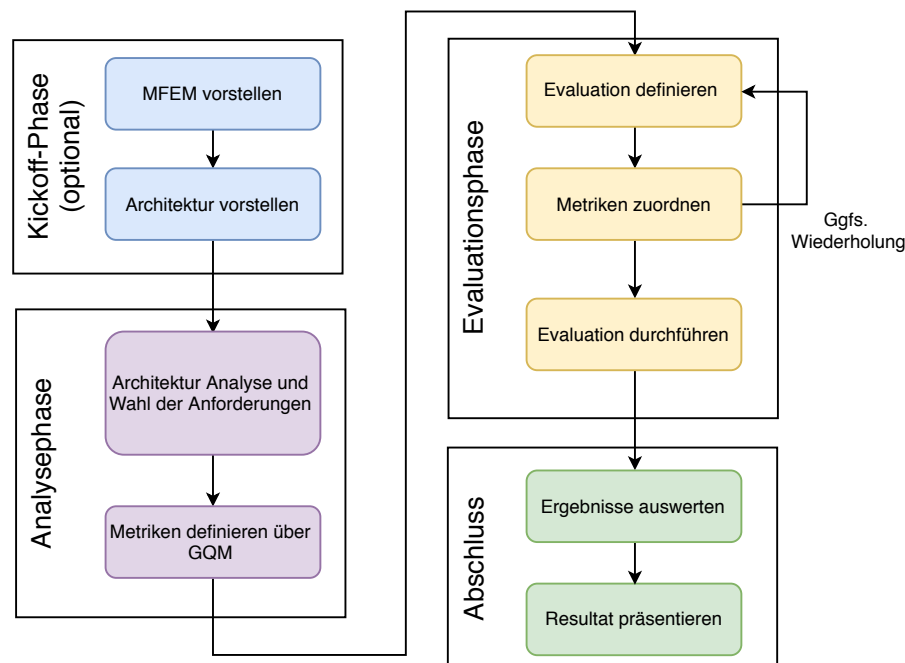 Kickoff-Phase
(optional)
MFEM vorstellen
Architektur vorstellen
Analysephase
Architektur Analyse und
Wahl der Anforderungen
Metriken definieren über
GQM
Evaluationsphase
Evaluation definieren
Metriken zuordnen
Ggfs.
Wiederholung
Evaluation durchführen
Abschluss
Ergebnisse auswerten
Resultat präsentieren